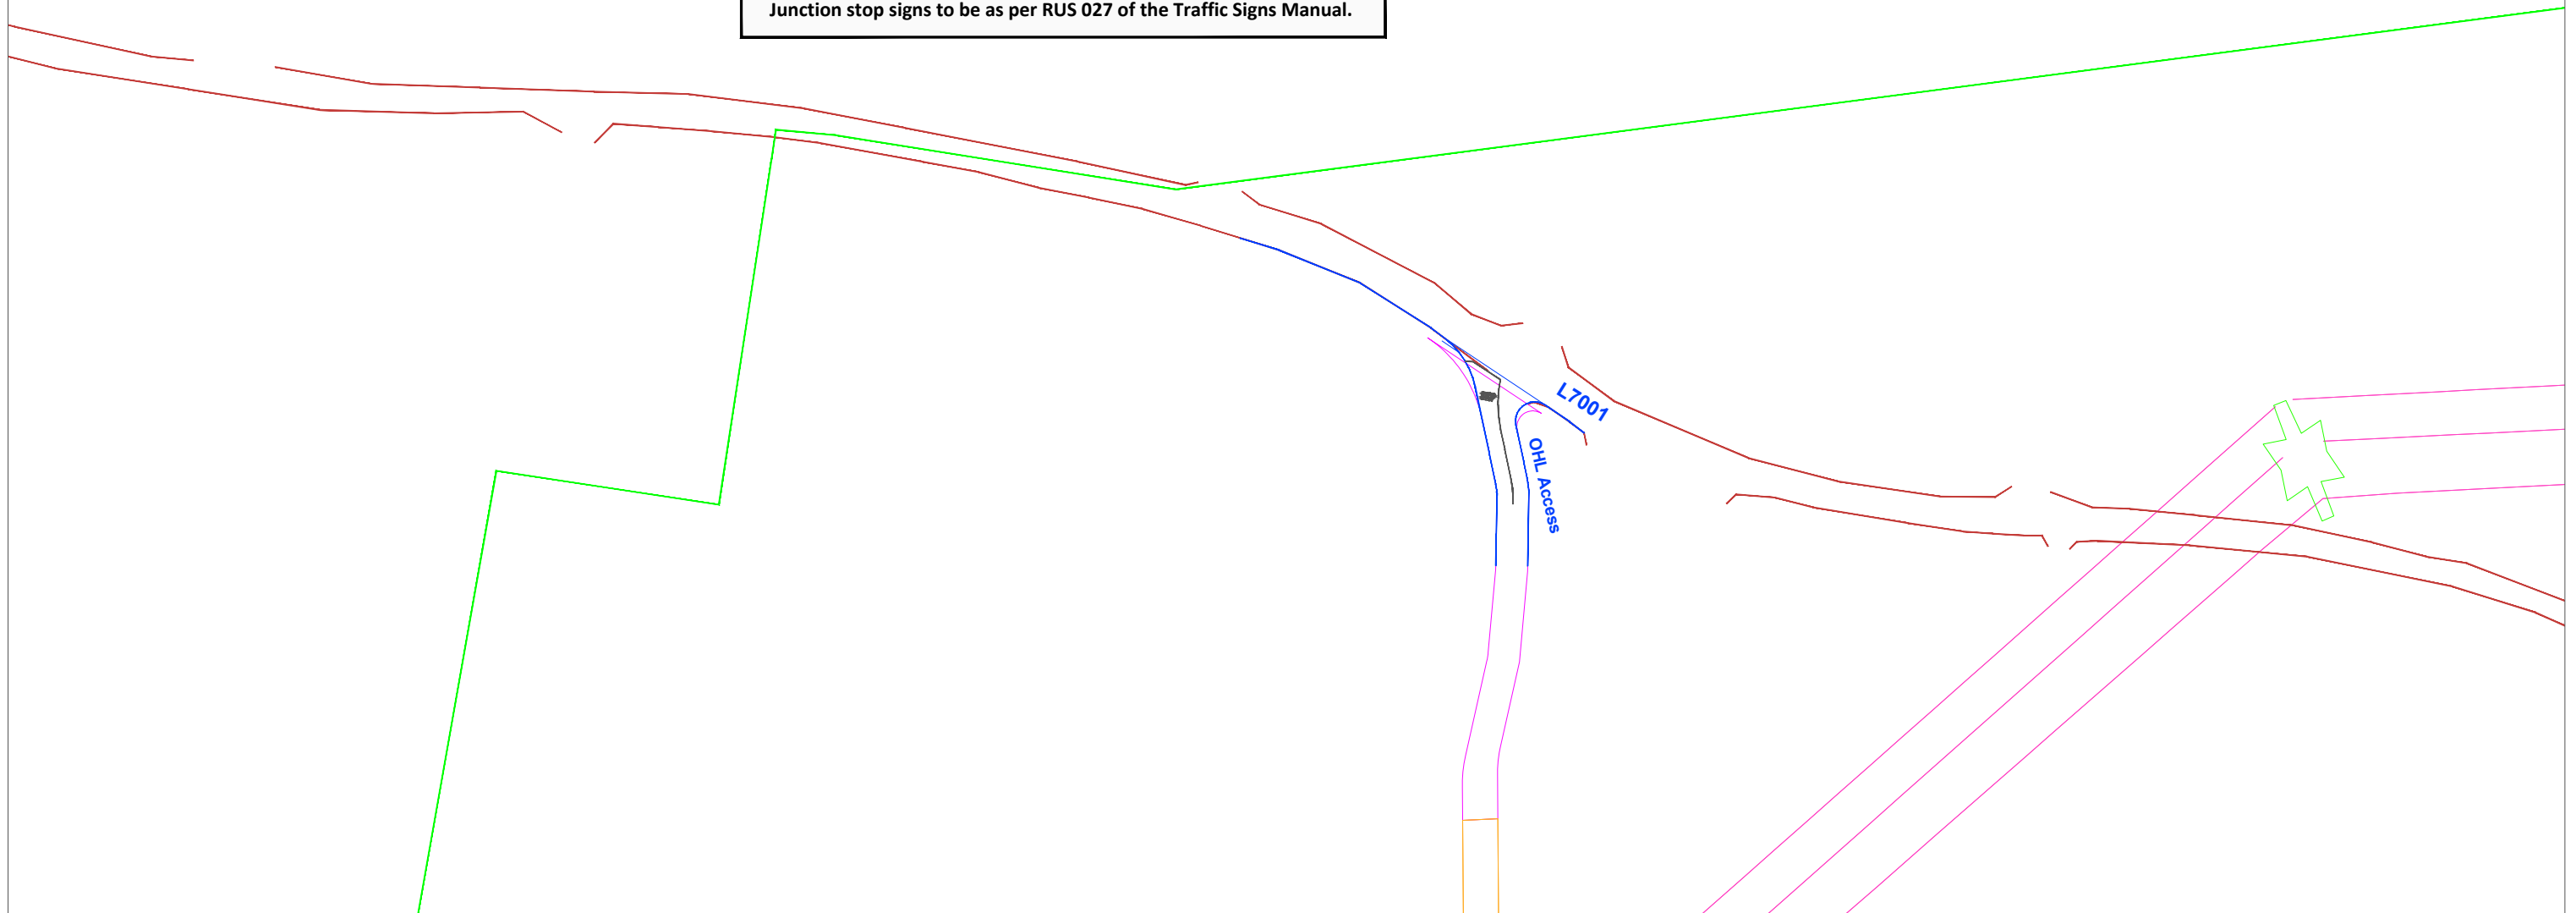 Junction stop signs to be as per RUS 027 of the Traffic Signs Manual.
L7001
OHL Access